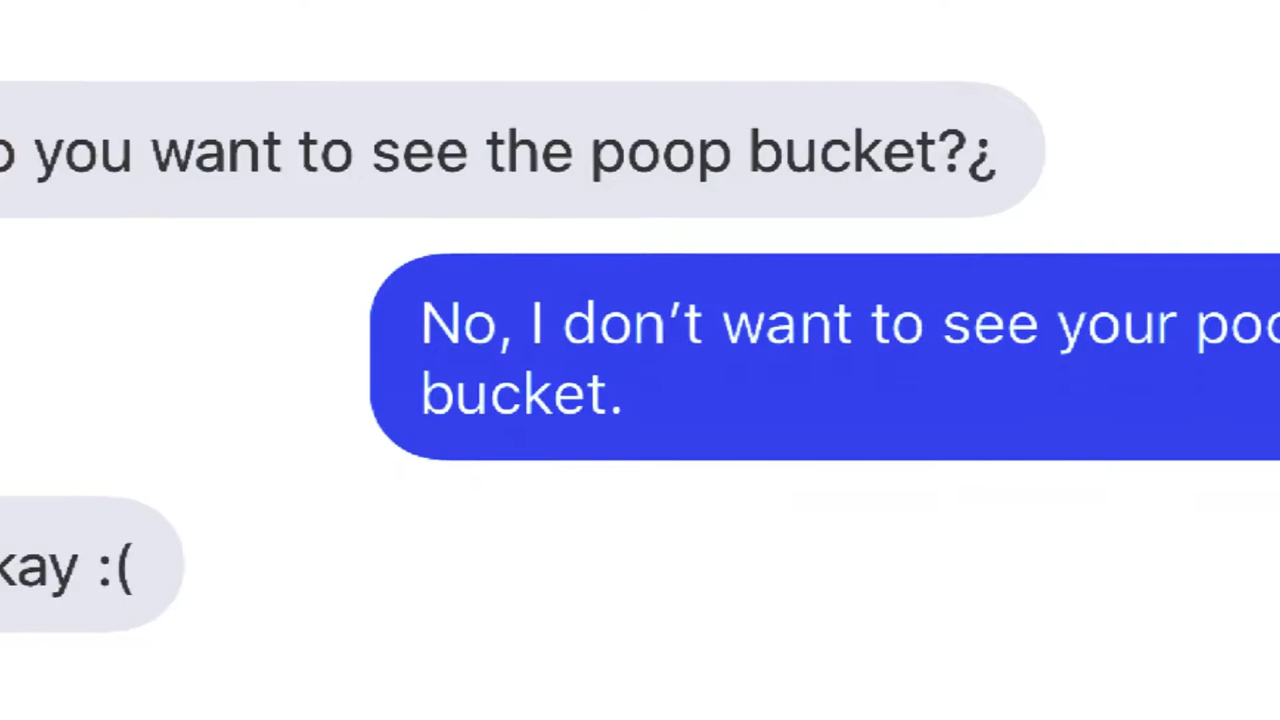 o you want to see the poop bucket?¿
No, I don’t want to see your poo
bucket.
kay :(